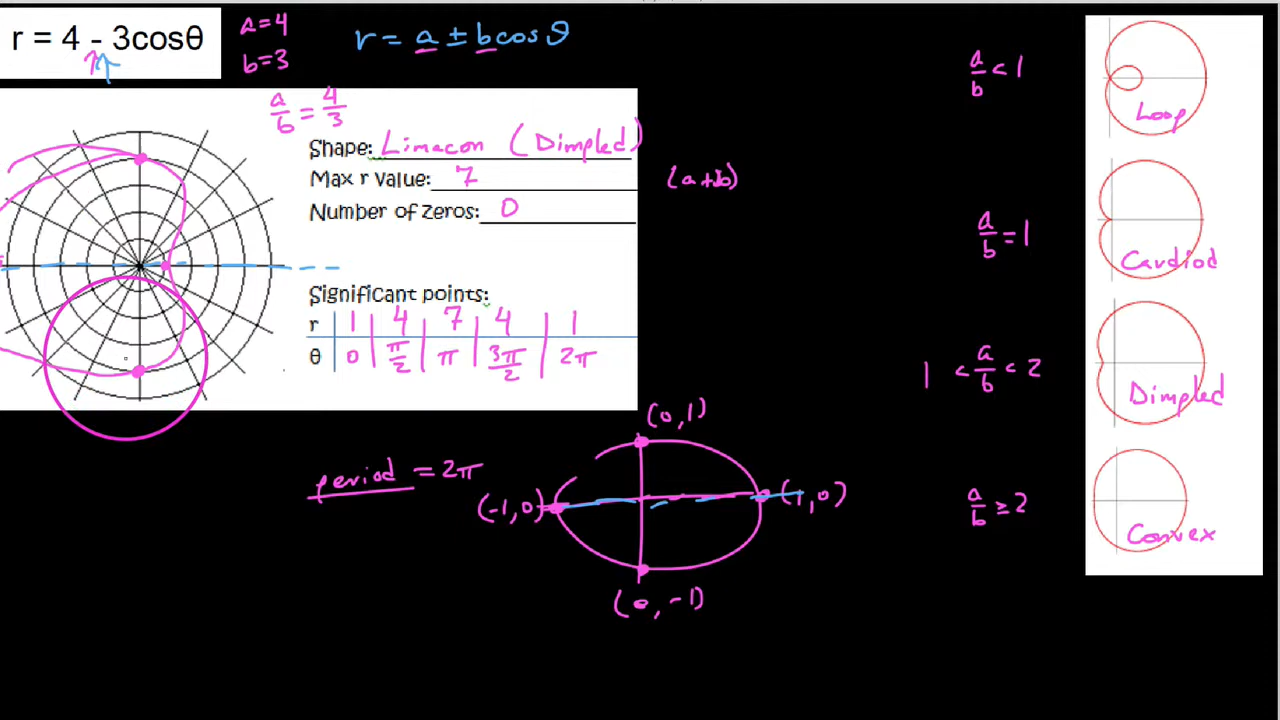 r = 4 - 3cosθ
a=4
b=3
r = a ± b cos θ
a/b = 4/3
Shape: Limacon (Dimpled)
Max r value: 7
(a+b)
Number of zeros: 0
Significant points:
r | 1 | 4 | 7 | 4 | 1
θ | 0 | π/2 | π | 3π/2 | 2π
period = 2π
(0,1)
(-1,0)
(1,0)
(0,-1)
a/b < 1
Loop
a/b = 1
Cardiod
1 < a/b < 2
Dimpled
a/b ≥ 2
Convex